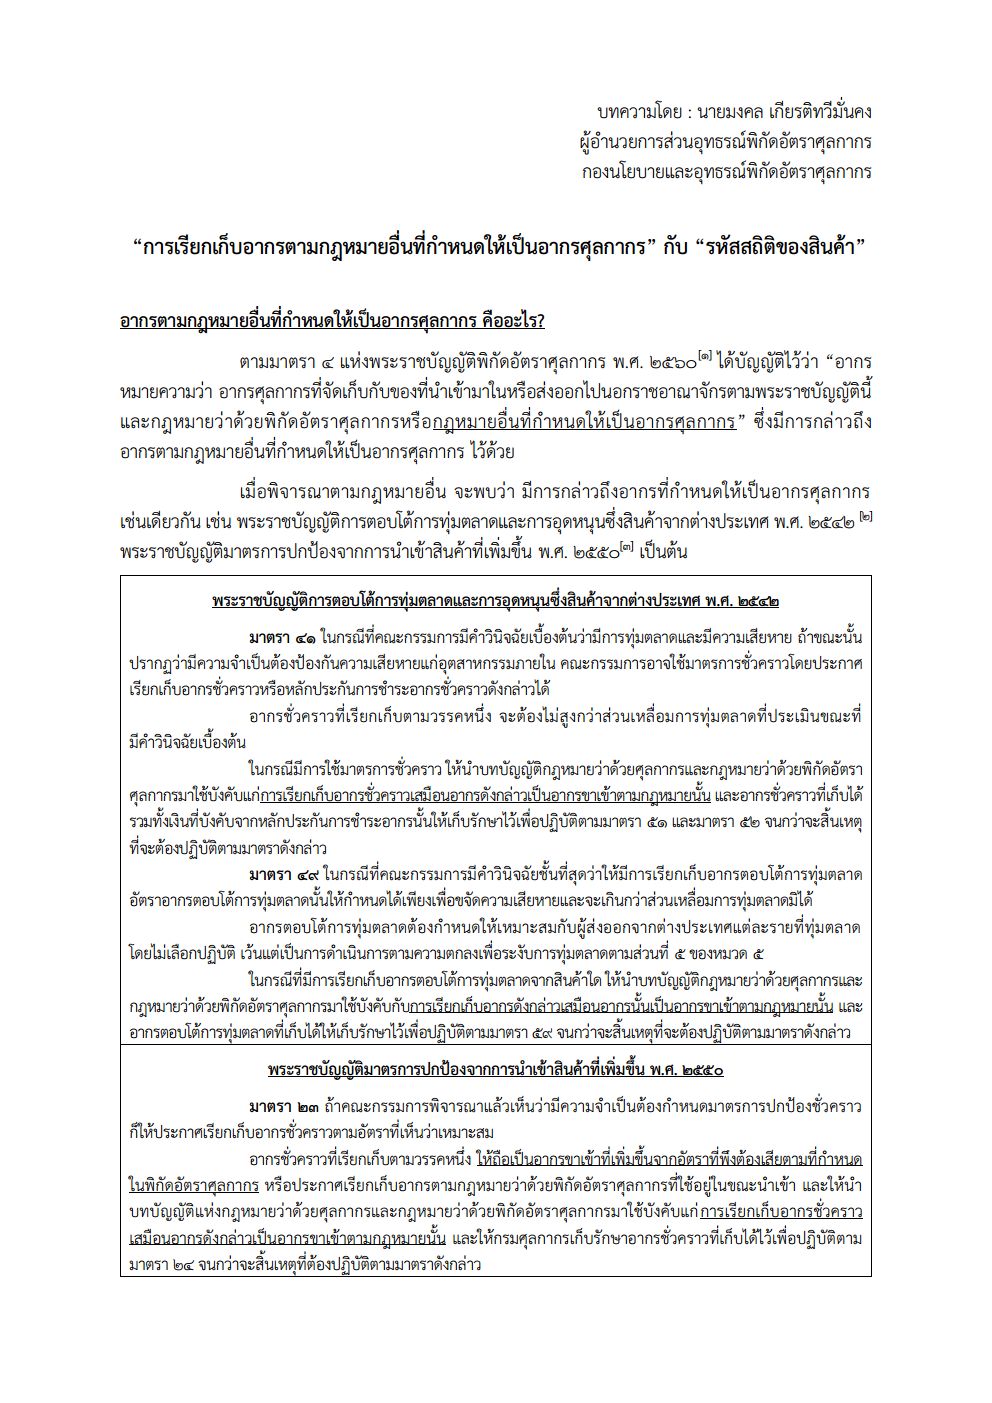 บทความโดย : นายมงคล เกียรติทวีมั่นคง
ผู้อำนวยการส่วนอุทธรณ์พิกัดอัตราศุลกากร
กองนโยบายและอุทธรณ์พิกัดอัตราศุลกากร
“การเรียกเก็บอากรตามกฎหมายอื่นที่กำหนดให้เป็นอากรศุลกากร” กับ “รหัสสถิติของสินค้า”
อากรตามกฎหมายอื่นที่กำหนดให้เป็นอากรศุลกากร คืออะไร?
ตามมาตรา ๔ แห่งพระราชบัญญัติพิกัดอัตราศุลกากร พ.ศ. ๒๕๖๐[๑] ได้บัญญัติไว้ว่า “อากร
หมายความว่า อากรศุลกากรที่จัดเก็บกับของที่นำเข้ามาในหรือส่งออกไปนอกราชอาณาจักรตามพระราชบัญญัตินี้
และกฎหมายว่าด้วยพิกัดอัตราศุลกากรหรือกฎหมายอื่นที่กำหนดให้เป็นอากรศุลกากร” ซึ่งมีการกล่าวถึง
อากรตามกฎหมายอื่นที่กำหนดให้เป็นอากรศุลกากร ไว้ด้วย
เมื่อพิจารณาตามกฎหมายอื่น จะพบว่า มีการกล่าวถึงอากรที่กำหนดให้เป็นอากรศุลกากร
เช่นเดียวกัน เช่น พระราชบัญญัติการตอบโต้การทุ่มตลาดและการอุดหนุนซึ่งสินค้าจากต่างประเทศ พ.ศ. ๒๕๔๒ [๒]
พระราชบัญญัติมาตรการปกป้องจากการนำเข้าสินค้าที่เพิ่มขึ้น พ.ศ. ๒๕๕๐[๓] เป็นต้น
พระราชบัญญัติการตอบโต้การทุ่มตลาดและการอุดหนุนซึ่งสินค้าจากต่างประเทศ พ.ศ. ๒๕๔๒
มาตรา ๔๑ ในกรณีที่คณะกรรมการมีคำวินิจฉัยเบื้องต้นว่ามีการทุ่มตลาดและมีความเสียหาย ถ้าขณะนั้น
ปรากฏว่ามีความจำเป็นต้องป้องกันความเสียหายแก่อุตสาหกรรมภายใน คณะกรรมการอาจใช้มาตรการชั่วคราวโดยประกาศ
เรียกเก็บอากรชั่วคราวหรือหลักประกันการชำระอากรชั่วคราวดังกล่าวได้
อากรชั่วคราวที่เรียกเก็บตามวรรคหนึ่ง จะต้องไม่สูงกว่าส่วนเหลื่อมการทุ่มตลาดที่ประเมินขณะที่
มีคำวินิจฉัยเบื้องต้น
ในกรณีมีการใช้มาตรการชั่วคราว ให้นำบทบัญญัติกฎหมายว่าด้วยศุลกากรและกฎหมายว่าด้วยพิกัดอัตรา
ศุลกากรมาใช้บังคับแก่การเรียกเก็บอากรชั่วคราวเสมือนอากรดังกล่าวเป็นอากรขาเข้าตามกฎหมายนั้น และอากรชั่วคราวที่เก็บได้
รวมทั้งเงินที่บังคับจากหลักประกันการชำระอากรนั้นให้เก็บรักษาไว้เพื่อปฏิบัติตามมาตรา ๕๑ และมาตรา ๕๒ จนกว่าจะสิ้นเหตุ
ที่จะต้องปฏิบัติตามมาตราดังกล่าว
มาตรา ๔๙ ในกรณีที่คณะกรรมการมีคำวินิจฉัยชั้นที่สุดว่าให้มีการเรียกเก็บอากรตอบโต้การทุ่มตลาด
อัตราอากรตอบโต้การทุ่มตลาดนั้นให้กำหนดได้เพียงเพื่อขจัดความเสียหายและจะเกินกว่าส่วนเหลื่อมการทุ่มตลาดมิได้
อากรตอบโต้การทุ่มตลาดต้องกำหนดให้เหมาะสมกับผู้ส่งออกจากต่างประเทศแต่ละรายที่ทุ่มตลาด
โดยไม่เลือกปฏิบัติ เว้นแต่เป็นการดำเนินการตามความตกลงเพื่อระงับการทุ่มตลาดตามส่วนที่ ๕ ของหมวด ๕
ในกรณีที่มีการเรียกเก็บอากรตอบโต้การทุ่มตลาดจากสินค้าใด ให้นำบทบัญญัติกฎหมายว่าด้วยศุลกากรและ
กฎหมายว่าด้วยพิกัดอัตราศุลกากรมาใช้บังคับกับการเรียกเก็บอากรดังกล่าวเสมือนอากรนั้นเป็นอากรขาเข้าตามกฎหมายนั้น และ
อากรตอบโต้การทุ่มตลาดที่เก็บได้ให้เก็บรักษาไว้เพื่อปฏิบัติตามมาตรา ๕๙ จนกว่าจะสิ้นเหตุที่จะต้องปฏิบัติตามมาตราดังกล่าว
พระราชบัญญัติมาตรการปกป้องจากการนำเข้าสินค้าที่เพิ่มขึ้น พ.ศ. ๒๕๕๐
มาตรา ๒๓ ถ้าคณะกรรมการพิจารณาแล้วเห็นว่ามีความจำเป็นต้องกำหนดมาตรการปกป้องชั่วคราว
ก็ให้ประกาศเรียกเก็บอากรชั่วคราวตามอัตราที่เห็นว่าเหมาะสม
อากรชั่วคราวที่เรียกเก็บตามวรรคหนึ่ง ให้ถือเป็นอากรขาเข้าที่เพิ่มขึ้นจากอัตราที่พึงต้องเสียตามที่กำหนด
ในพิกัดอัตราศุลกากร หรือประกาศเรียกเก็บอากรตามกฎหมายว่าด้วยพิกัดอัตราศุลกากรที่ใช้อยู่ในขณะนำเข้า และให้นำ
บทบัญญัติแห่งกฎหมายว่าด้วยศุลกากรและกฎหมายว่าด้วยพิกัดอัตราศุลกากรมาใช้บังคับแก่การเรียกเก็บอากรชั่วคราว
เสมือนอากรดังกล่าวเป็นอากรขาเข้าตามกฎหมายนั้น และให้กรมศุลกากรเก็บรักษาอากรชั่วคราวที่เก็บได้ไว้เพื่อปฏิบัติตาม
มาตรา ๒๔ จนกว่าจะสิ้นเหตุที่ต้องปฏิบัติตามมาตราดังกล่าว